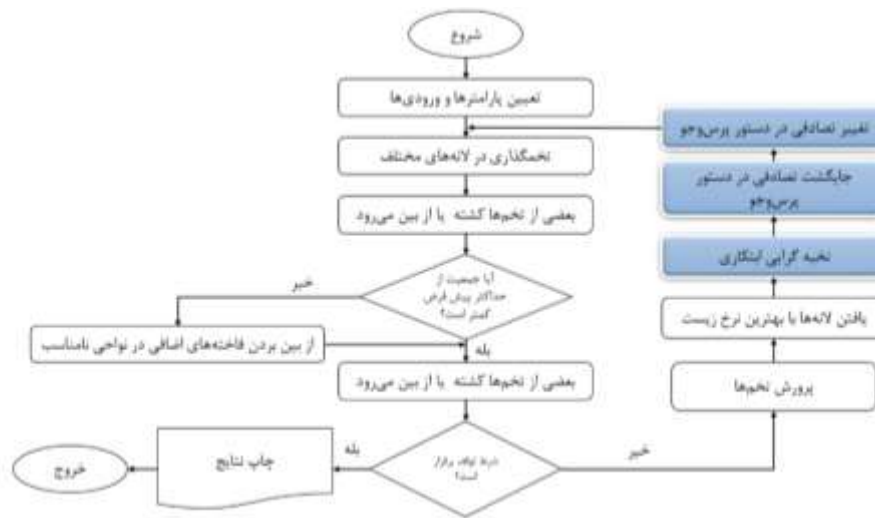 شروع
تعیین پارامترها و ورودی‌ها
تخمگذاری در لانه‌های مختلف
بعضی از تخم‌ها کشته یا از بین می‌رود
آیا جمعیت از
حداکثر پیش فرض
کمتر است؟
خیر
از بین بردن فاخته‌های اضافی در نواحی نامناسب
بله
بعضی از تخم‌ها کشته یا از بین می‌رود
شرط توقف برقرار
است؟
بله
چاپ نتایج
خروج
خیر
پرورش تخم‌ها
یافتن لانه‌ها با بهترین نرخ زیست
نخبه گرایی ابتکاری
جایگشت تصادفی در دستور
پرس‌وجو
تغییر تصادفی در دستور پرس‌وجو